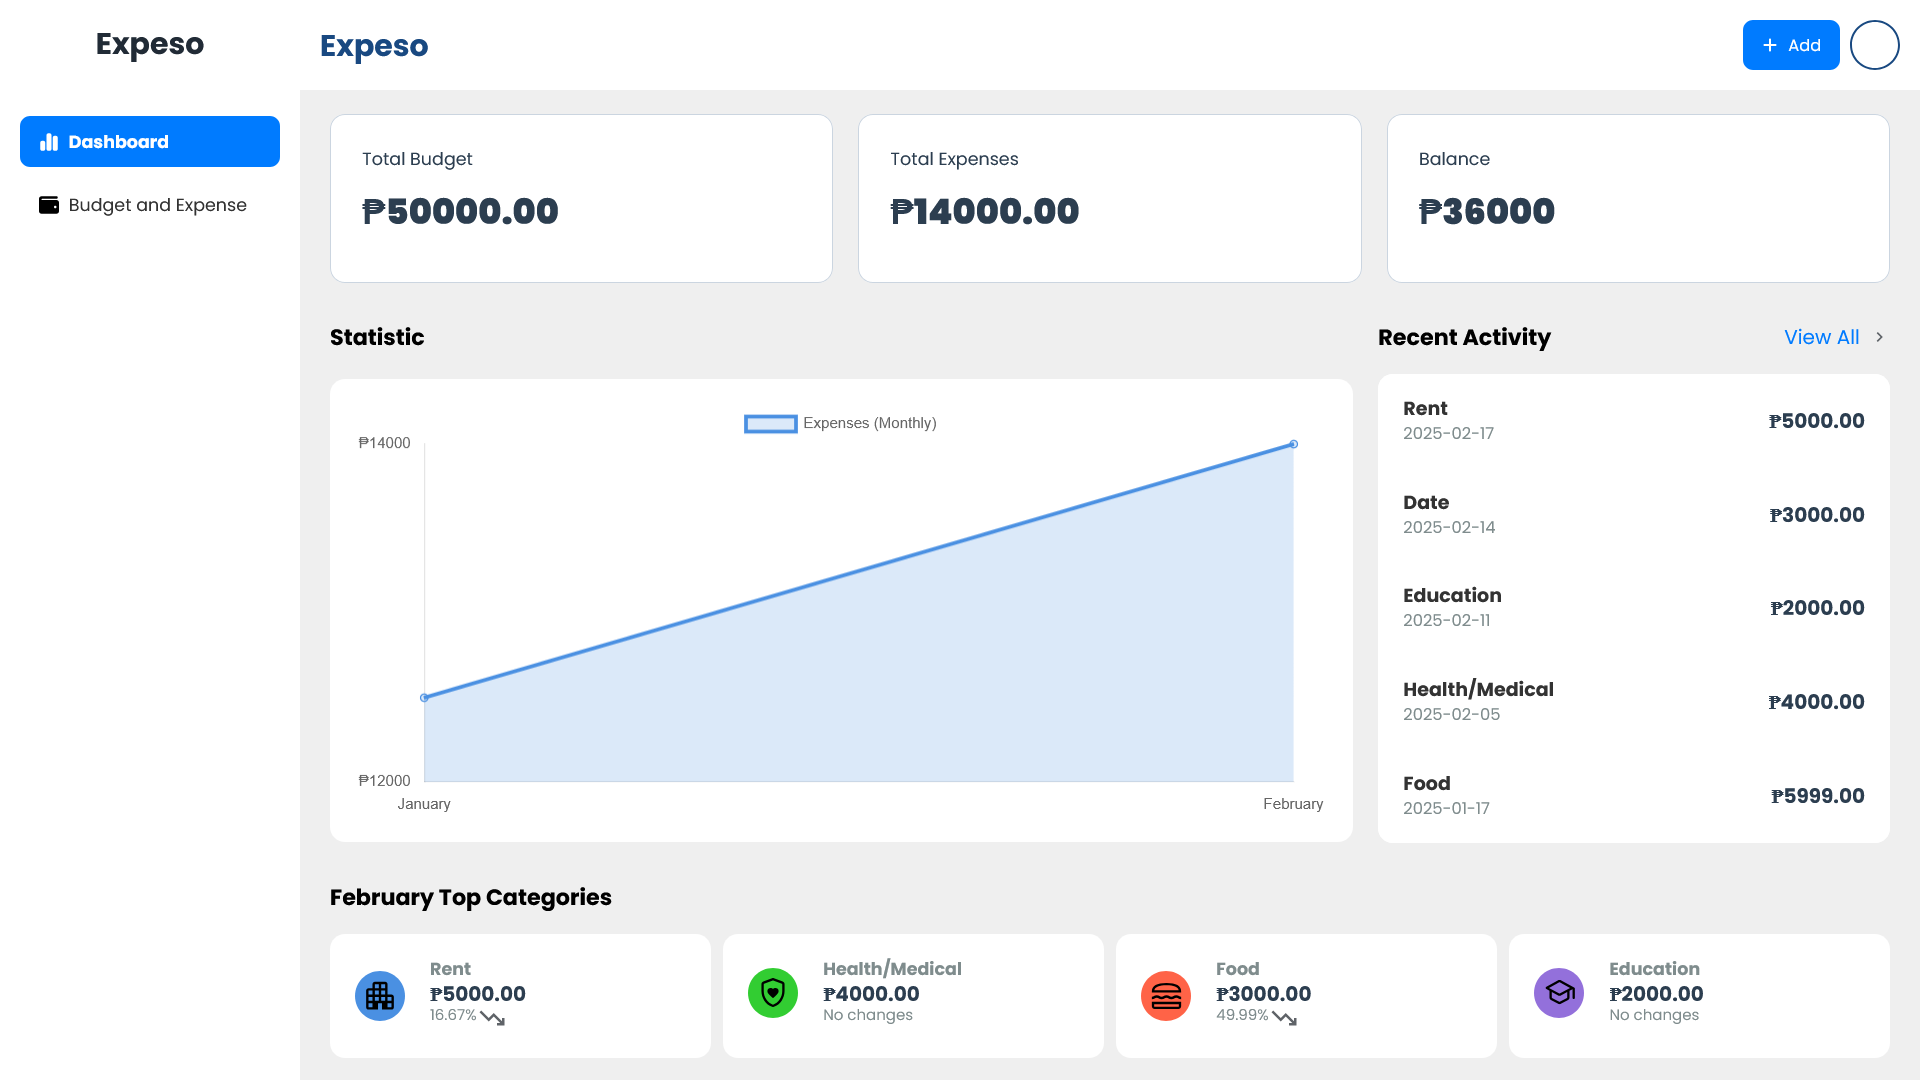 Expeso
Dashboard
Budget and Expense
Expeso
+ Add
Total Budget
₱50000.00
Total Expenses
₱14000.00
Balance
₱36000
Statistic
Expenses (Monthly)
₱14000
₱12000
January
February
Recent Activity
View All
Rent
2025-02-17
₱5000.00
Date
2025-02-14
₱3000.00
Education
2025-02-11
₱2000.00
Health/Medical
2025-02-05
₱4000.00
Food
2025-01-17
₱5999.00
February Top Categories
Rent
₱5000.00
16.67%
Health/Medical
₱4000.00
No changes
Food
₱3000.00
49.99%
Education
₱2000.00
No changes